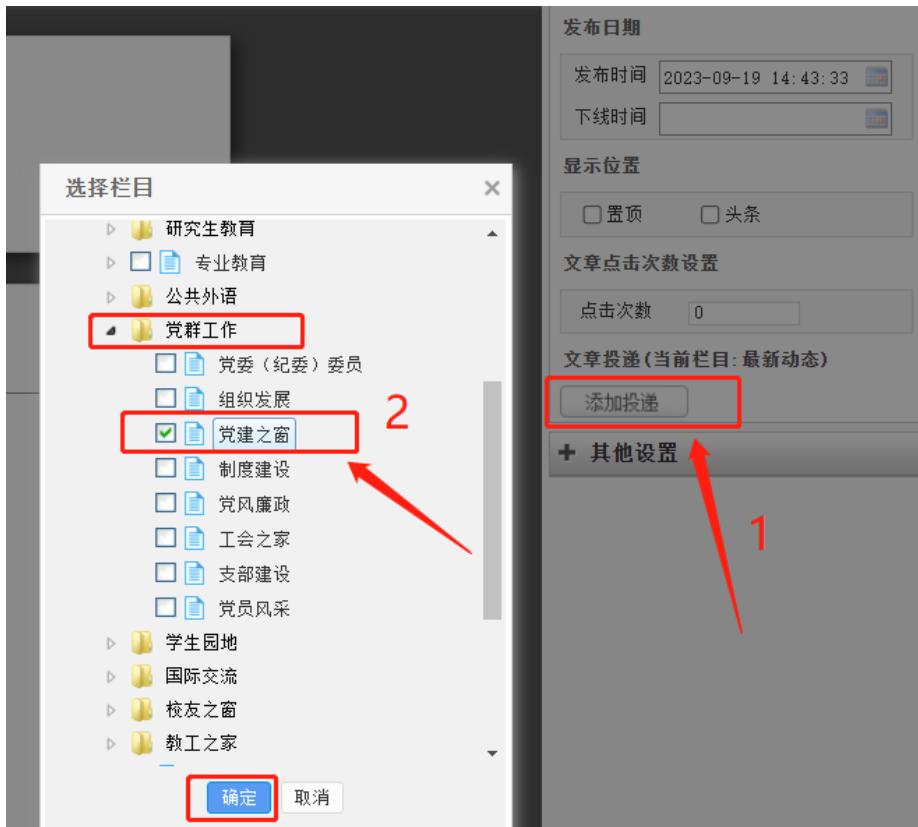 发布日期
发布时间 2023-09-19 14:43:33
下线时间
显示位置
置顶 头条
文章点击次数设置
点击次数 0
文章投递(当前栏目:最新动态)
添加投递
+ 其他设置
1
选择栏目 ×
研究生教育
专业教育
公共外语
党群工作
党委（纪委）委员
组织发展
党建之窗
2
制度建设
党风廉政
工会之家
支部建设
党员风采
学生园地
国际交流
校友之窗
教工之家
确定 取消